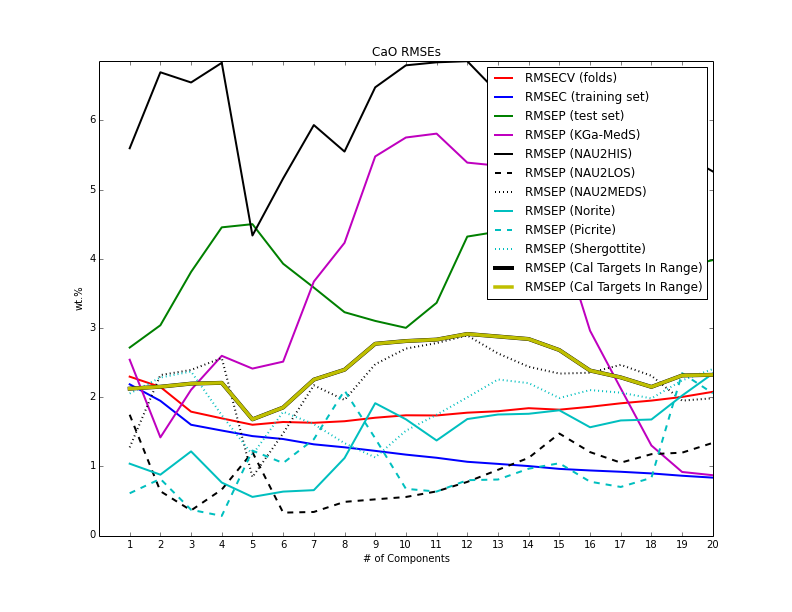 CaO RMSEs
RMSECV (folds)
RMSEC (training set)
RMSEP (test set)
RMSEP (KGa-MedS)
RMSEP (NAU2HIS)
RMSEP (NAU2LOS)
RMSEP (NAU2MEDS)
RMSEP (Norite)
RMSEP (Picrite)
RMSEP (Shergottite)
RMSEP (Cal Targets In Range)
RMSEP (Cal Targets In Range)
6
5
4
3
2
1
0
wt.%
1 2 3 4 5 6 7 8 9 10 11 12 13 14 15 16 17 18 19 20
# of Components